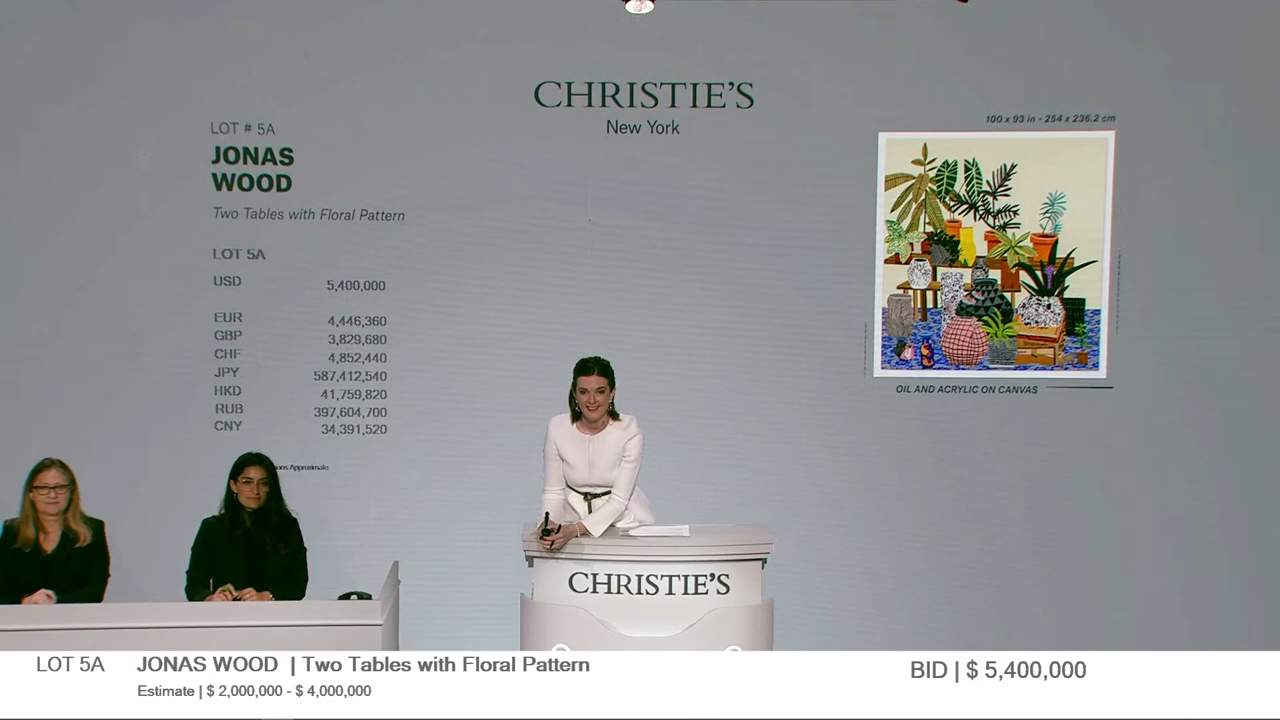 CHRISTIE'S
New York
LOT # 5A
JONAS
WOOD
Two Tables with Floral Pattern
LOT 5A
USD 5,400,000
EUR 4,446,360
GBP 3,829,680
CHF 4,852,440
JPY 587,412,540
HKD 41,759,820
RUB 397,604,700
CNY 34,391,520
Approximate
100 x 93 in - 254 x 236.2 cm
OIL AND ACRYLIC ON CANVAS
CHRISTIE'S
LOT 5A JONAS WOOD | Two Tables with Floral Pattern BID | $ 5,400,000
Estimate | $ 2,000,000 - $ 4,000,000